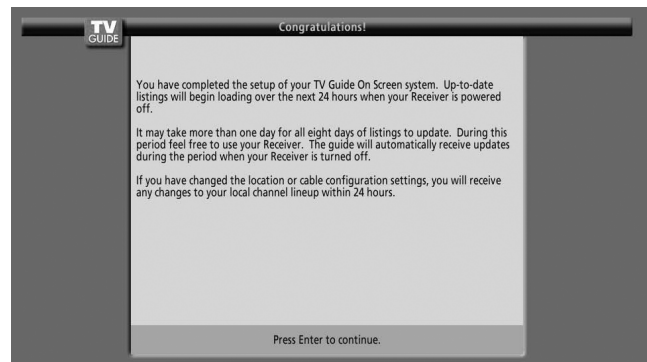 TV
GUIDE
Congratulations!
You have completed the setup of your TV Guide On Screen system. Up-to-date
listings will begin loading over the next 24 hours when your Receiver is powered
off.
It may take more than one day for all eight days of listings to update. During this
period feel free to use your Receiver. The guide will automatically receive updates
during the period when your Receiver is turned off.
If you have changed the location or cable configuration settings, you will receive
any changes to your local channel lineup within 24 hours.
Press Enter to continue.